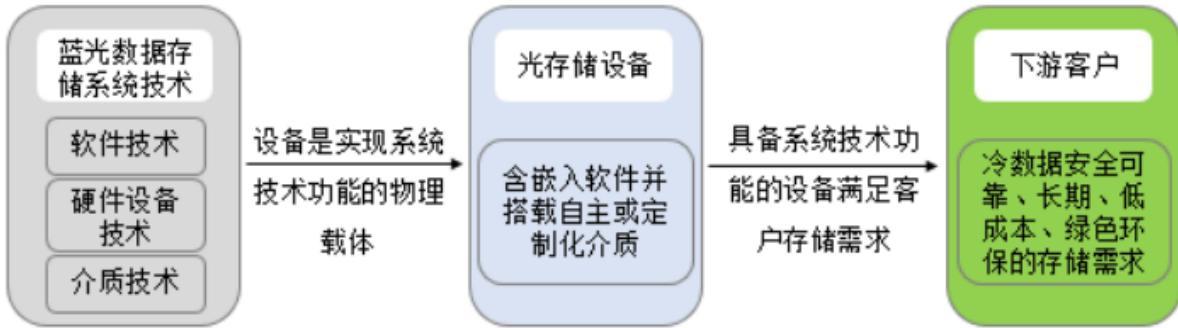 蓝光数据存
储系统技术
软件技术
硬件设备
技术
介质技术
设备是实现系统
技术功能的物理
载体
光存储设备
含嵌入软件并
搭载自主或定
制化介质
具备系统技术功
能的设备满足客
户存储需求
下游客户
冷数据安全可
靠、长期、低
成本、绿色环
保的存储需求